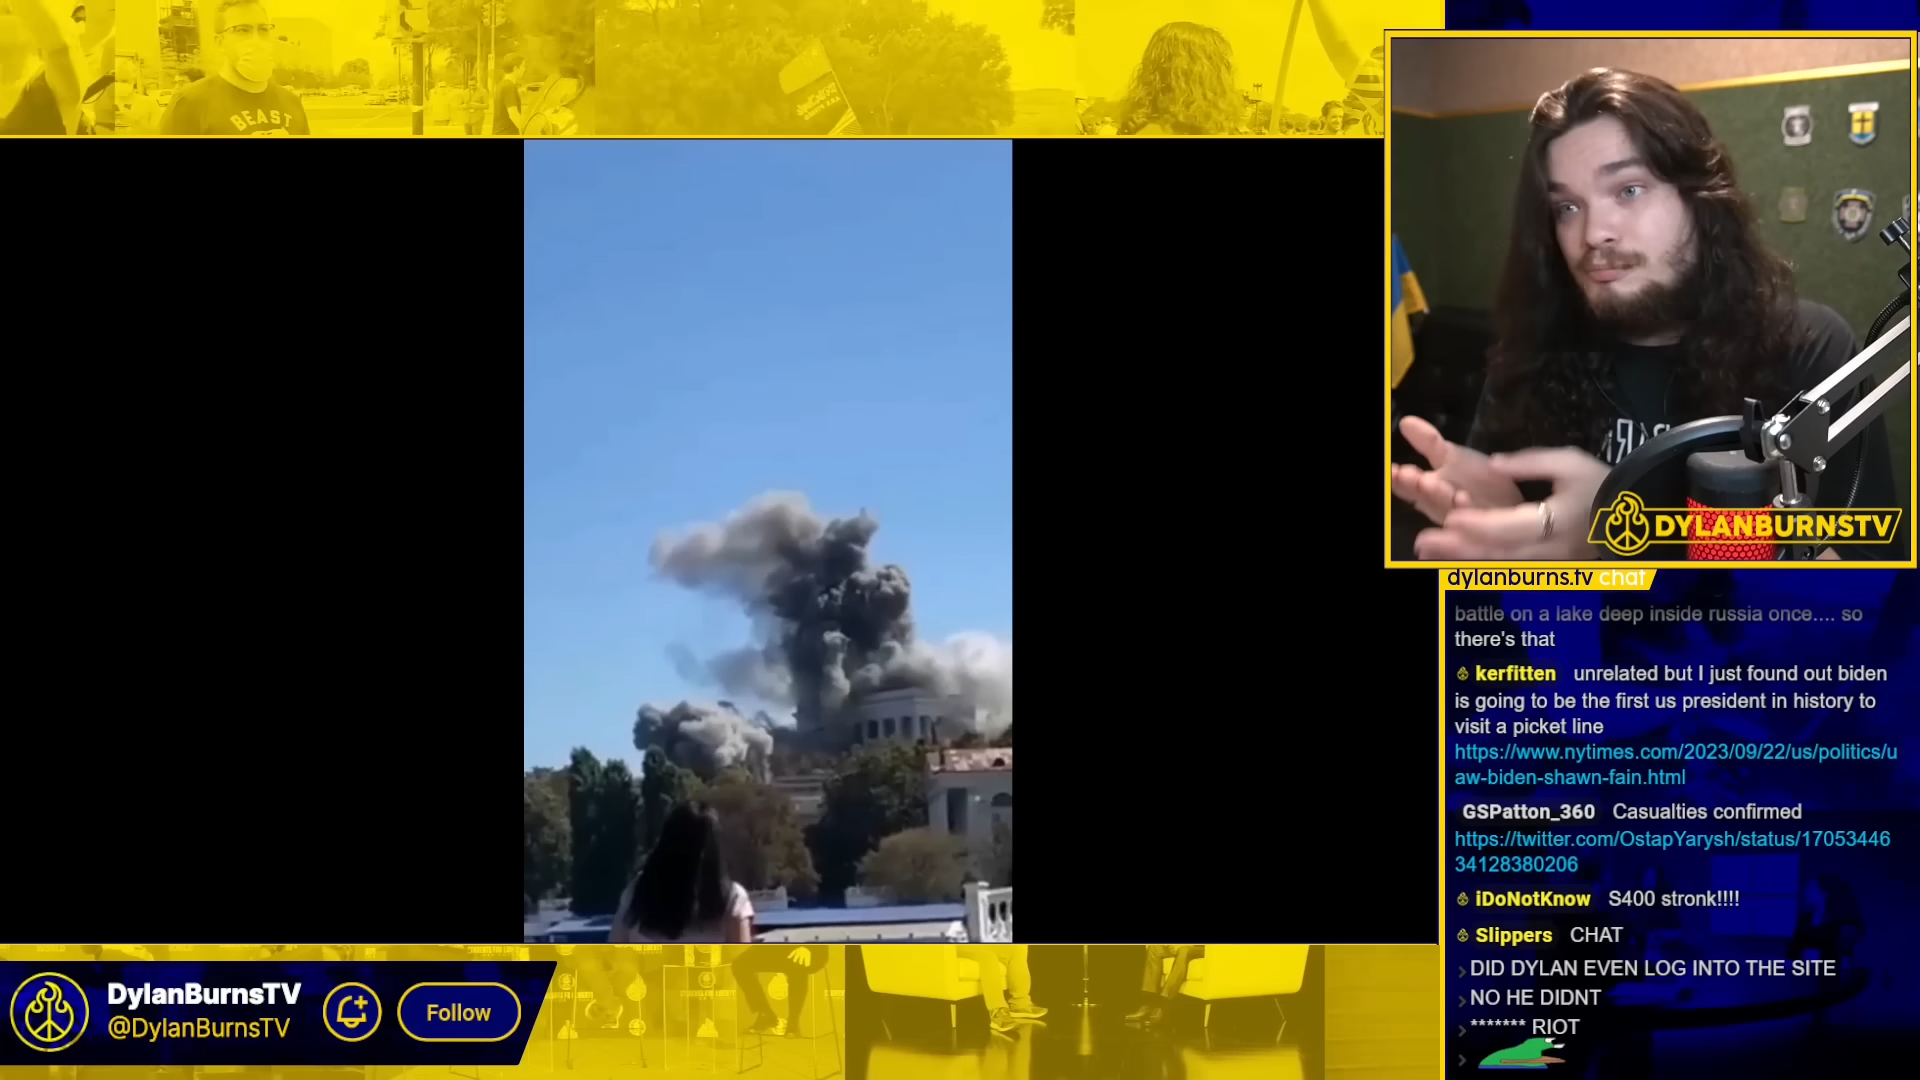 BEAST
DYLANBURNSTV
dylanburns.tv chat
battle on a lake deep inside russia once.... so
there's that
kerfitten unrelated but I just found out biden
is going to be the first us president in history to
visit a picket line
https://www.nytimes.com/2023/09/22/us/politics/u
aw-biden-shawn-fain.html
GSPatton_360 Casualties confirmed
https://twitter.com/OstapYarysh/status/17053446
34128380206
iDoNotKnow S400 stronk!!!!
Slippers CHAT
DID DYLAN EVEN LOG INTO THE SITE
NO HE DIDNT
******* RIOT
DylanBurnsTV
@DylanBurnsTV
Follow